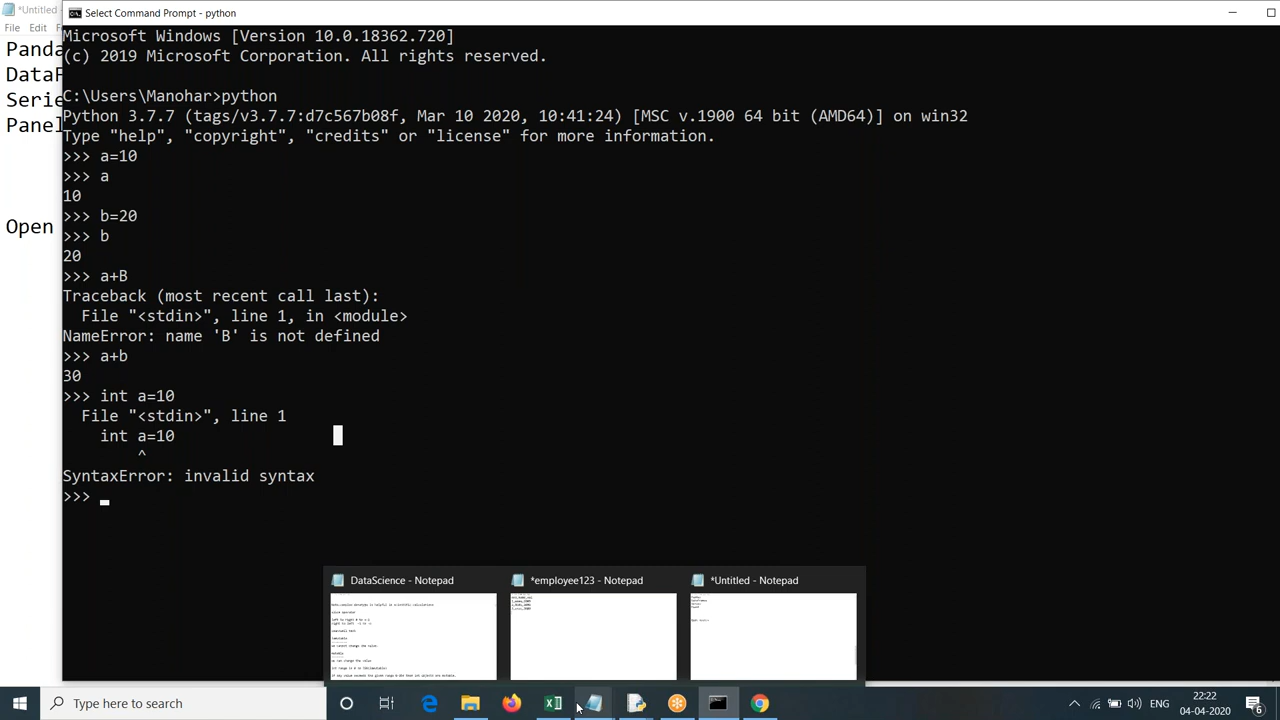 *Untitled
File Edit
Select Command Prompt - python
Microsoft Windows [Version 10.0.18362.720]
(c) 2019 Microsoft Corporation. All rights reserved.
C:\Users\Manohar>python
Python 3.7.7 (tags/v3.7.7:d7c567b08f, Mar 10 2020, 10:41:24) [MSC v.1900 64 bit (AMD64)] on win32
Type "help", "copyright", "credits" or "license" for more information.
>>> a=10
>>> a
10
>>> b=20
>>> b
20
>>> a+B
Traceback (most recent call last):
  File "<stdin>", line 1, in <module>
NameError: name 'B' is not defined
>>> a+b
30
>>> int a=10
  File "<stdin>", line 1
    int a=10
        ^
SyntaxError: invalid syntax
>>>
Panda
DataF
Serie
Panel
Open
DataScience - Notepad
*employee123 - Notepad
*Untitled - Notepad
Type here to search
ENG
22:22
04-04-2020
6